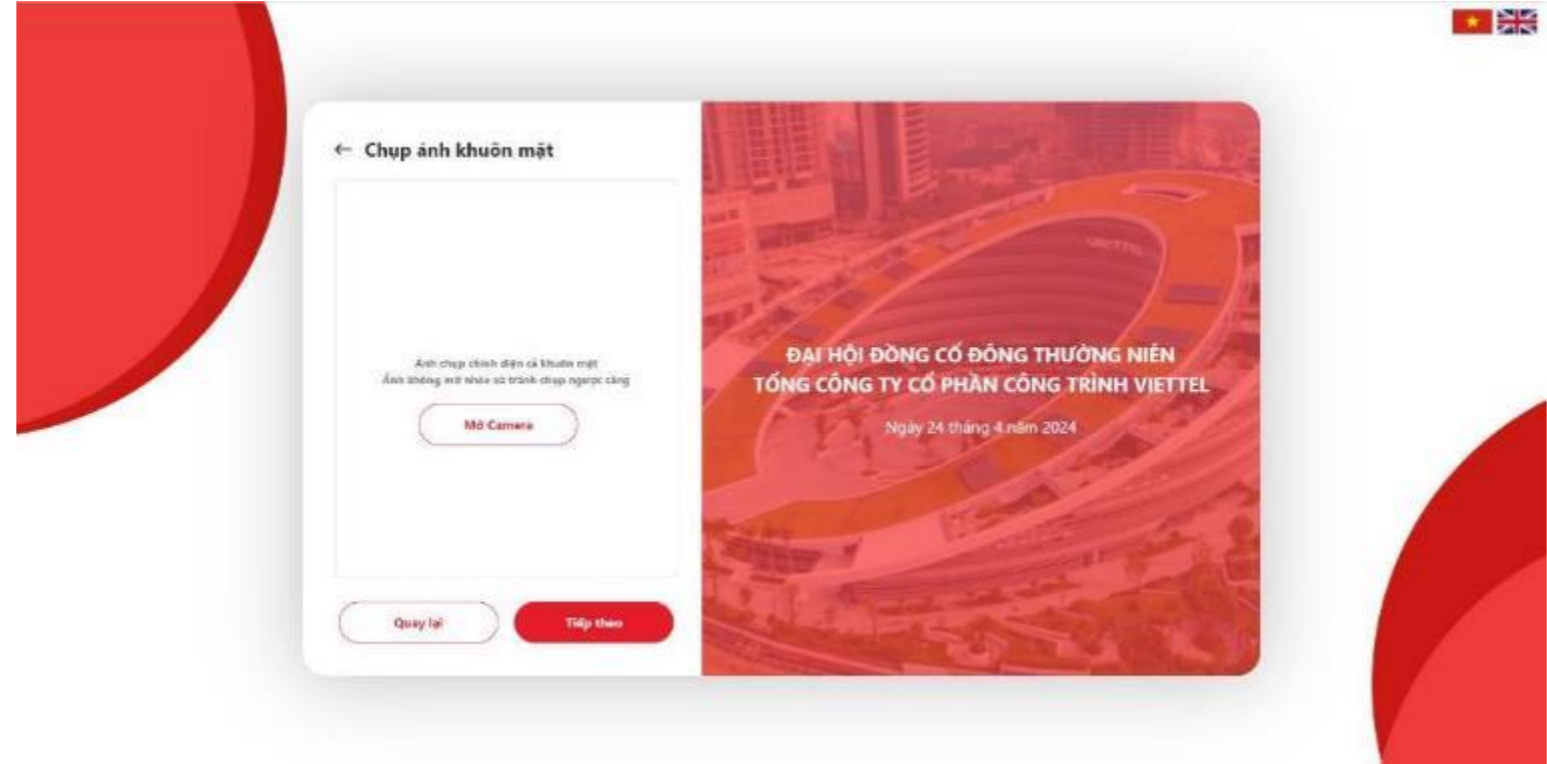 ← Chụp ảnh khuôn mặt
Ảnh chụp chính diện cả khuôn mặt
Ảnh không mờ nhòe và tránh chụp ngược sáng
Mở Camera
Quay lại
Tiếp theo
ĐẠI HỘI ĐỒNG CỔ ĐÔNG THƯỜNG NIÊN
TỔNG CÔNG TY CỔ PHẦN CÔNG TRÌNH VIETTEL
Ngày 24 tháng 4 năm 2024
VIETTEL